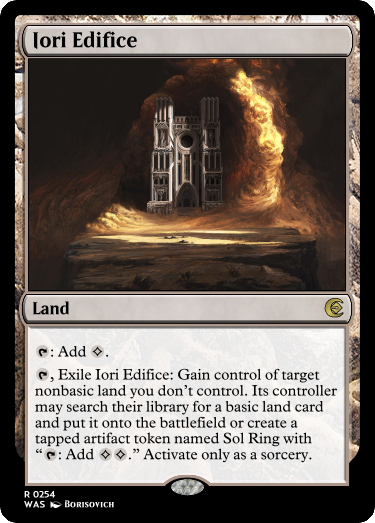 Iori Edifice
Land
: Add .
, Exile Iori Edifice: Gain control of target
nonbasic land you don't control. Its controller
may search their library for a basic land card
and put it onto the battlefield or create a
tapped artifact token named Sol Ring with
“: Add .” Activate only as a sorcery.
R 0254
WAS Borisovich